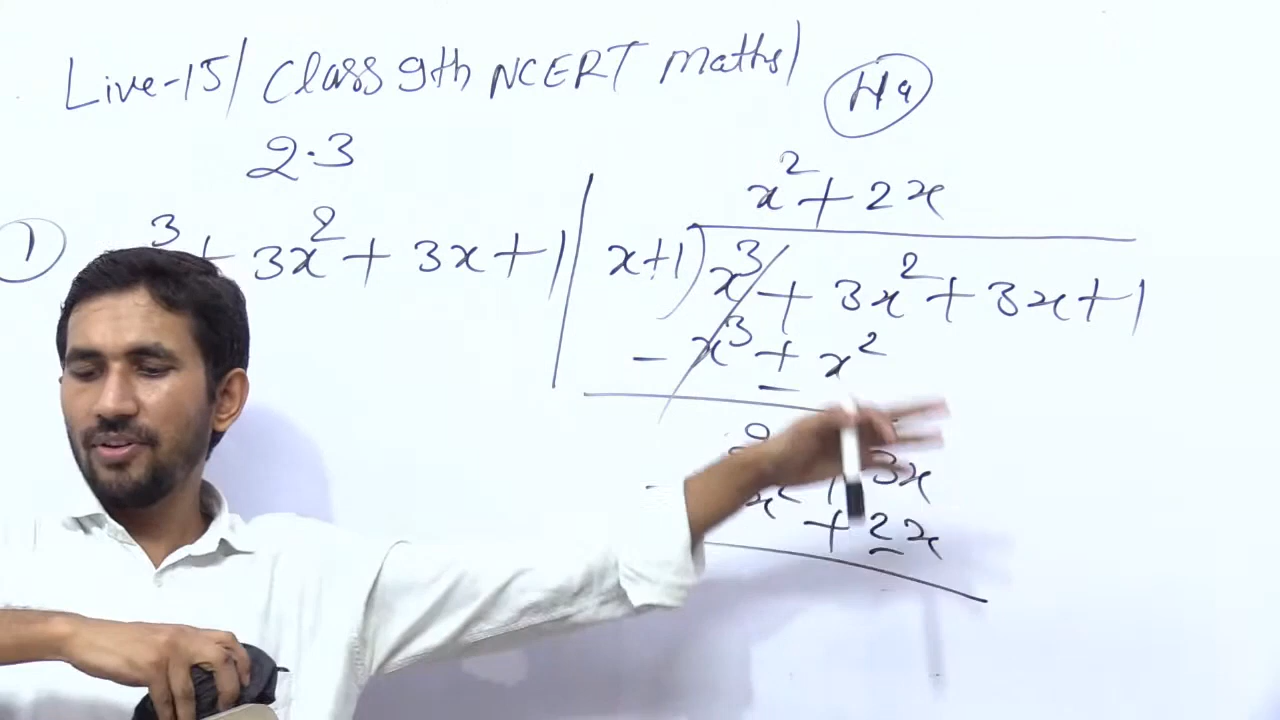 Live-15/ Class 9th NCERT Maths/
2.3
1 3 + 3x² + 3x + 1 x+1) x³ + 3x² + 3x + 1
x² + 2x
- x³ + x²
3x
+ 2x